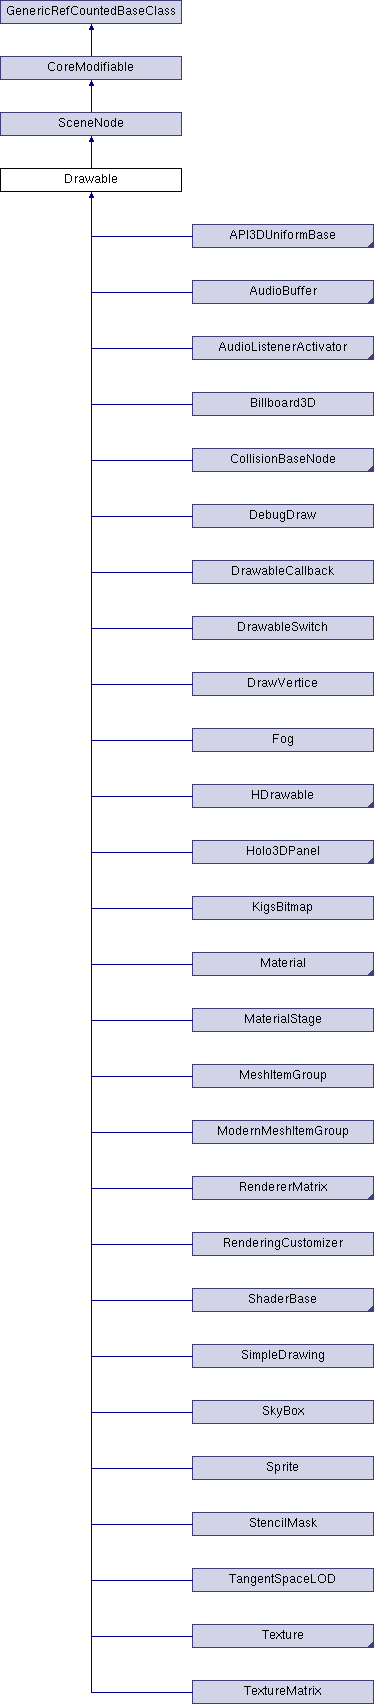 GenericRefCountedBaseClass
CoreModifiable
SceneNode
Drawable
API3DUniformBase
AudioBuffer
AudioListenerActivator
Billboard3D
CollisionBaseNode
DebugDraw
DrawableCallback
DrawableSwitch
DrawVertice
Fog
HDrawable
Holo3DPanel
KigsBitmap
Material
MaterialStage
MeshItemGroup
ModernMeshItemGroup
RendererMatrix
RenderingCustomizer
ShaderBase
SimpleDrawing
SkyBox
Sprite
StencilMask
TangentSpaceLOD
Texture
TextureMatrix